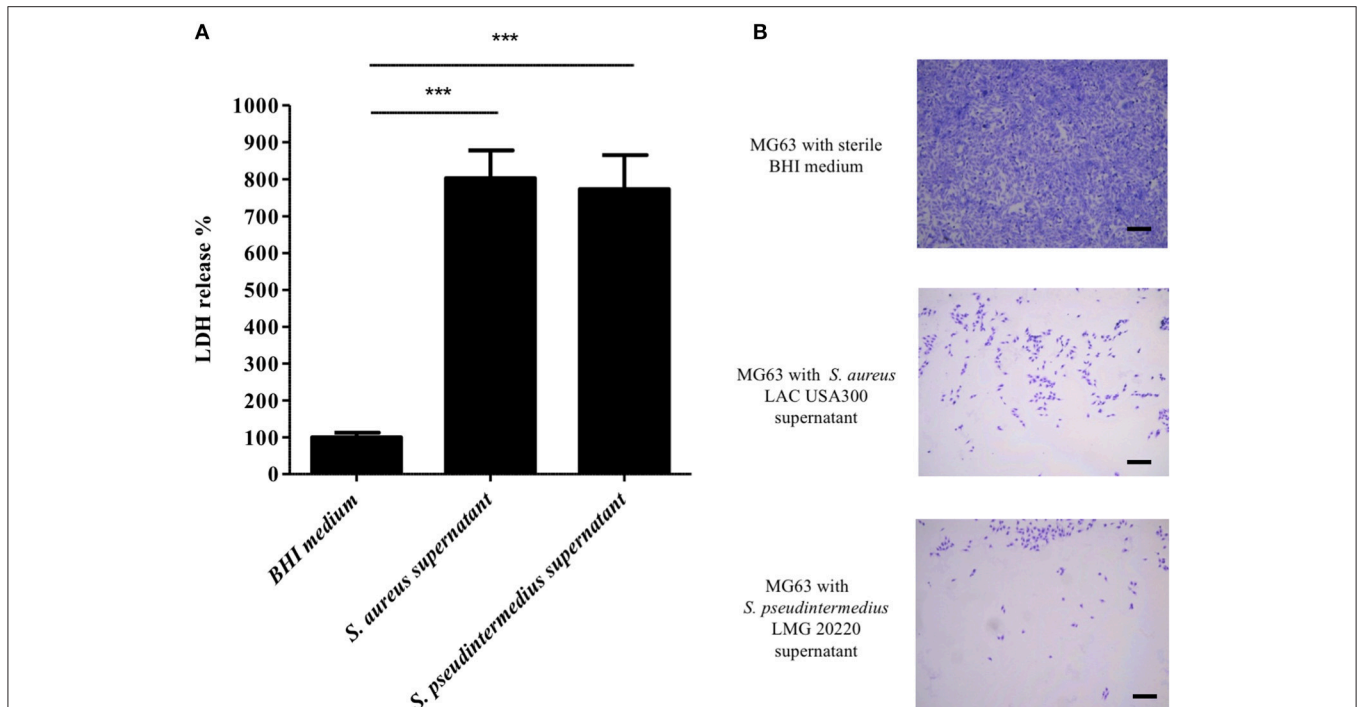 A
***
***
1000
900
800
700
600
500
400
300
200
100
0
LDH release %
BHI medium
S. aureus supernatant
S. pseudintermedius supernatant
B
MG63 with sterile
BHI medium
MG63 with S. aureus
LAC USA300
supernatant
MG63 with
S. pseudintermedius
LMG 20220
supernatant